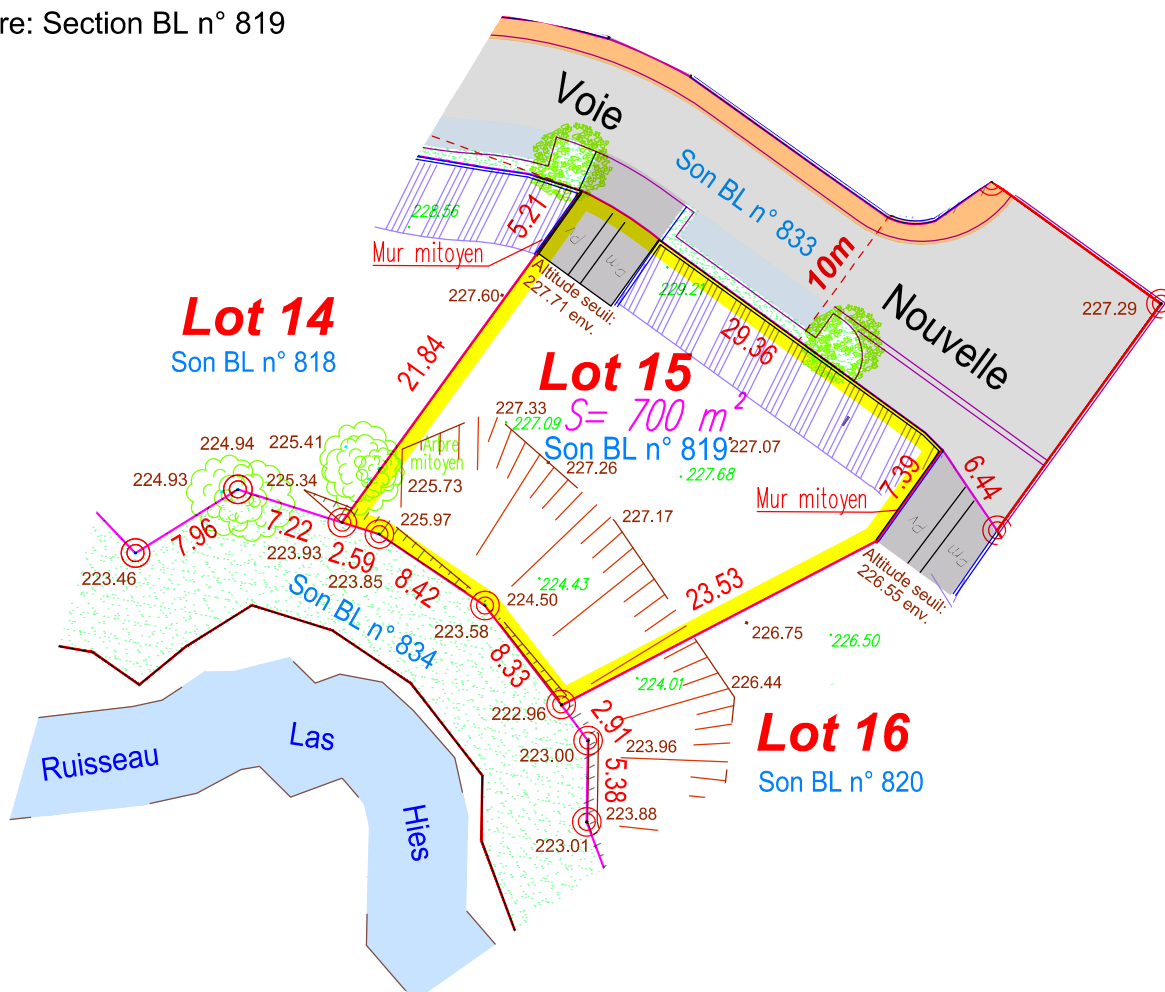 re: Section BL n° 819
Voie
Son BL n° 833
10m
Nouvelle
227.29
228.56
5.21
Mur mitoyen
PV
Altitude seuil:
227.71 env.
229.21
29.36
227.60
Lot 14
Son BL n° 818
21.84
Lot 15
S= 700 m²
Son BL n° 819
227.33
227.09
227.07
227.68
227.26
227.17
Arbre
mitoyen
224.94
225.41
224.93
225.34
225.73
225.97
7.96
7.22
223.93
2.59
223.85
8.42
223.46
Son BL n° 834
223.58
224.50
224.43
8.33
7.39
Mur mitoyen
6.44
PV
Altitude seuil:
226.55 env.
23.53
226.75
226.50
224.01
226.44
222.96
2.91
223.00
223.96
5.38
223.88
223.01
Lot 16
Son BL n° 820
Ruisseau
Las
Hies